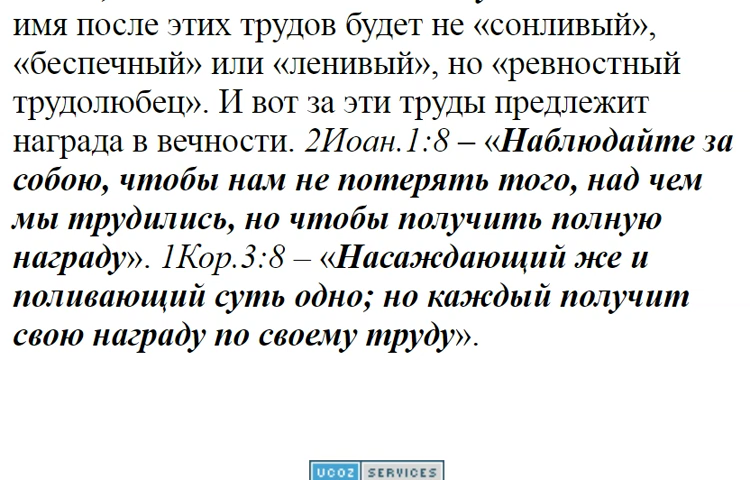 имя после этих трудов будет не «сонливый»,
«беспечный» или «ленивый», но «ревностный
трудолюбец». И вот за эти труды предлежит
награда в вечности. 2Иоан.1:8 – «Наблюдайте за
собою, чтобы нам не потерять того, над чем
мы трудились, но чтобы получить полную
награду». 1Кор.3:8 – «Насаждающий же и
поливающий суть одно; но каждый получит
свою награду по своему труду».
UCOZ SERVICES